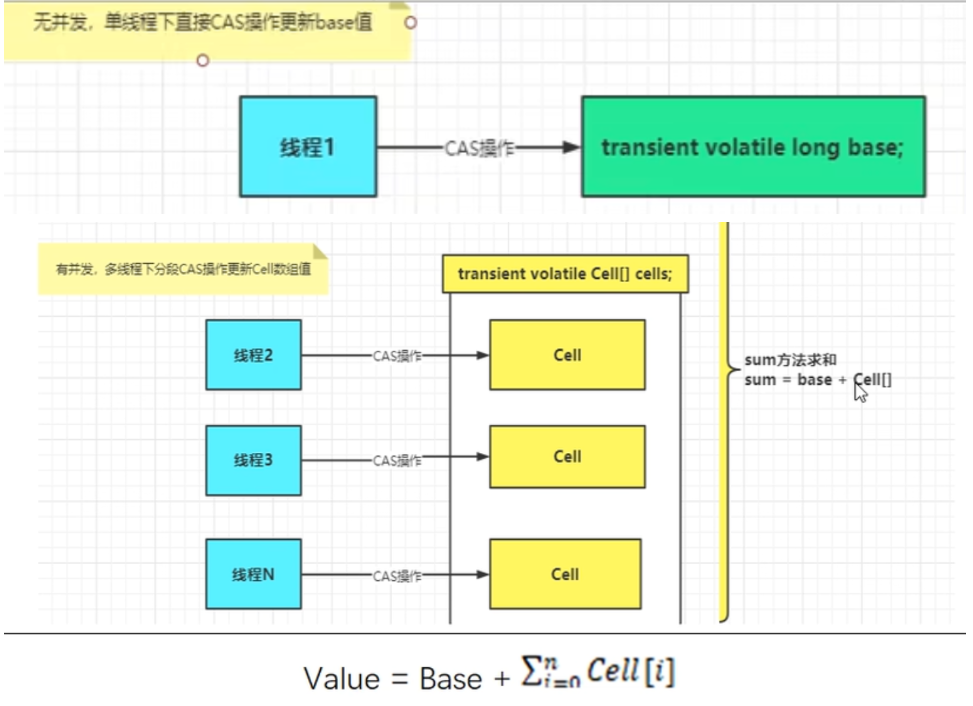 无并发，单线程下直接CAS操作更新base值
线程1
CAS操作
transient volatile long base;
有并发，多线程下分段CAS操作更新Cell数组值
transient volatile Cell[] cells;
线程2
CAS操作
Cell
sum方法求和
sum = base + Cell[]
线程3
CAS操作
Cell
线程N
CAS操作
Cell
Value = Base + ∑ⁿᵢ₌₀ Cell[i]